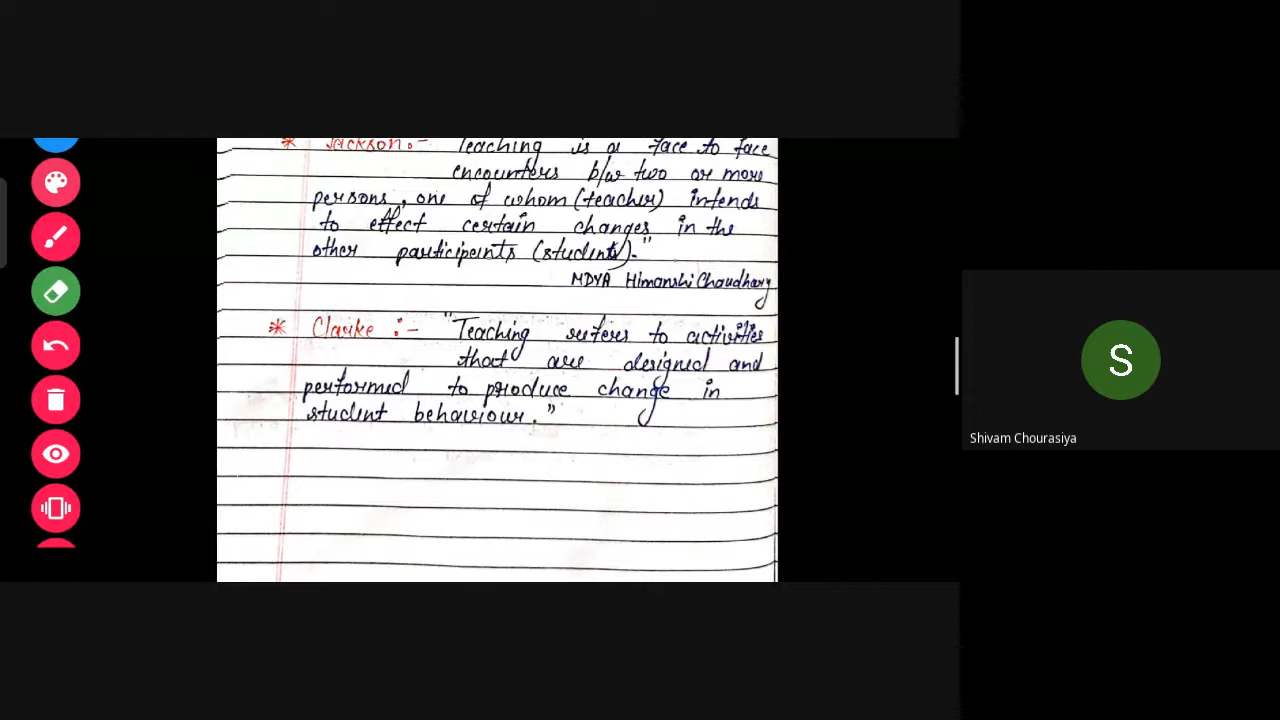 * Jackson :- Teaching is a face to face
encounters b/w two or more
persons, one of whom (teacher) intends
to effect certain changes in the
other participants (students)."
MDYA Himanshi Chaudhary
* Clarke :- "Teaching refers to activities
that are designed and
performed to produce change in
student behaviour."
S
Shivam Chourasiya